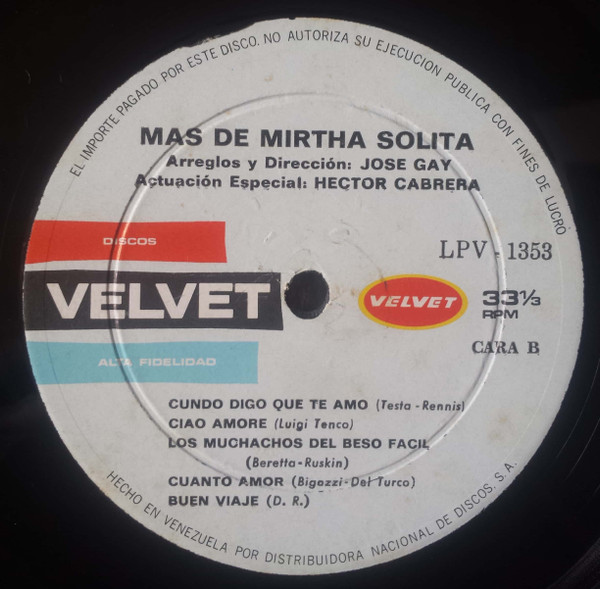 EL IMPORTE PAGADO POR ESTE DISCO. NO AUTORIZA SU EJECUCION PUBLICA CON FINES DE LUCRO
MAS DE MIRTHA SOLITA
Arreglos y Dirección: JOSE GAY
Actuación Especial: HECTOR CABRERA
DISCOS
VELVET
ALTA FIDELIDAD
LPV - 1353
VELVET
33 1/3
RPM
CARA B
CUNDO DIGO QUE TE AMO (Testa-Rennis)
CIAO AMORE (Luigi Tenco)
LOS MUCHACHOS DEL BESO FACIL
(Beretta-Ruskin)
CUANTO AMOR (Bigazzi-Del Turco)
BUEN VIAJE (D. R.)
HECHO EN VENEZUELA POR DISTRIBUIDORA NACIONAL DE DISCOS. S.A.